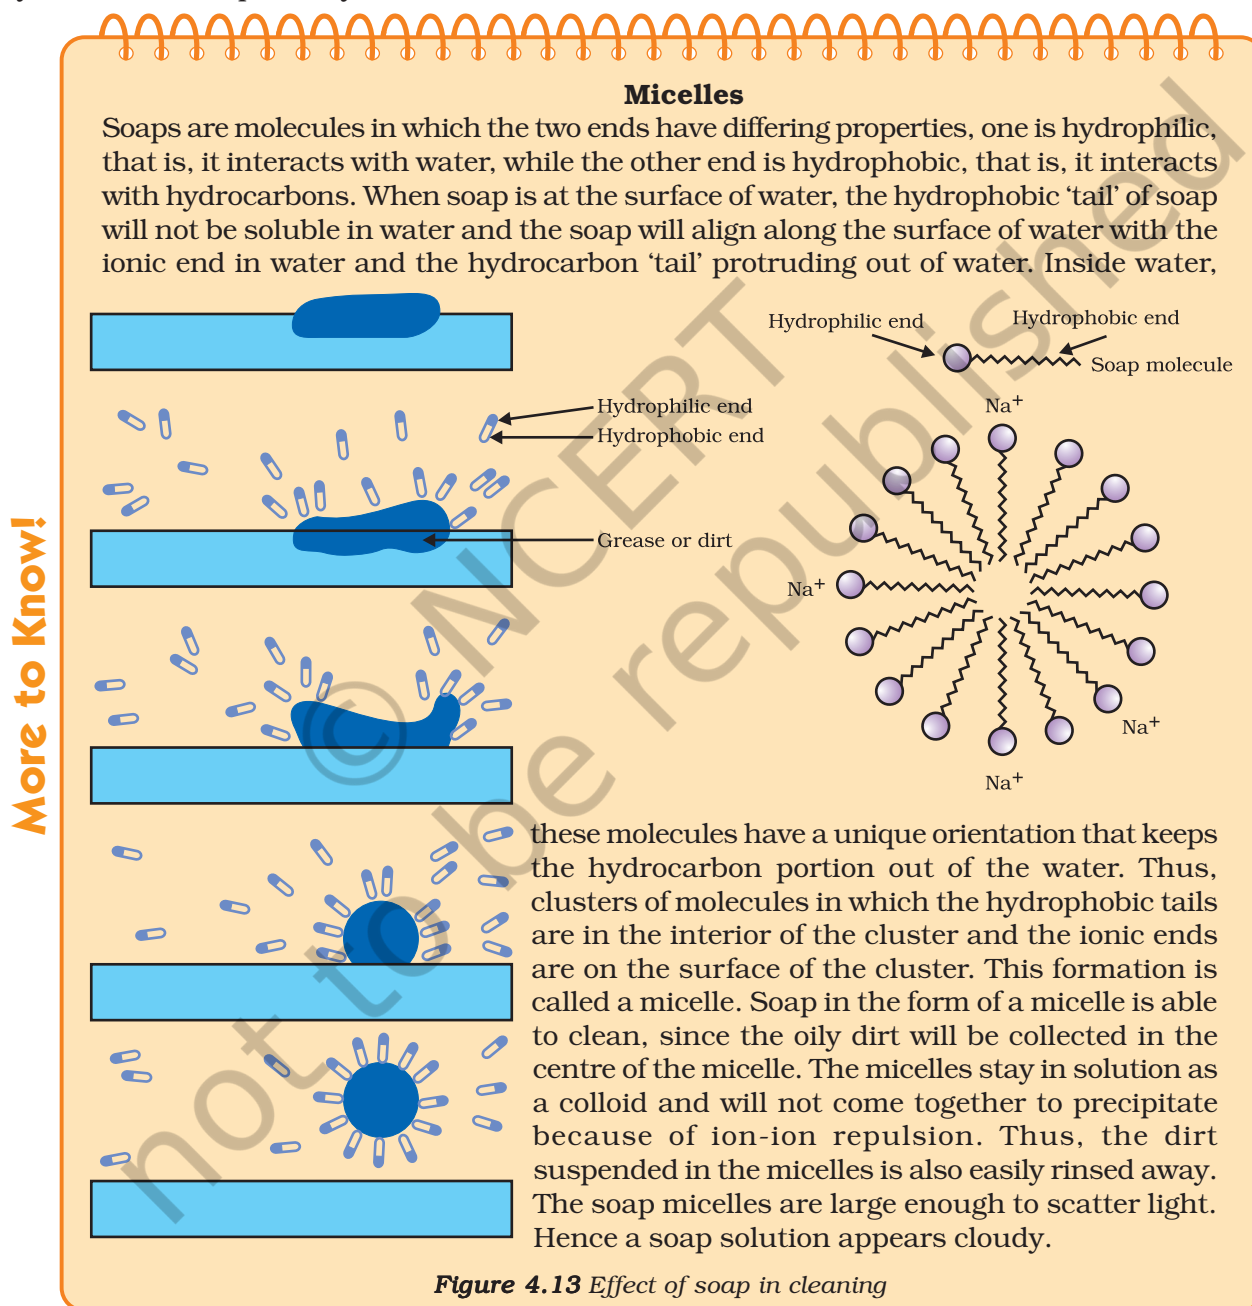 Micelles
Soaps are molecules in which the two ends have differing properties, one is hydrophilic,
that is, it interacts with water, while the other end is hydrophobic, that is, it interacts
with hydrocarbons. When soap is at the surface of water, the hydrophobic ‘tail’ of soap
will not be soluble in water and the soap will align along the surface of water with the
ionic end in water and the hydrocarbon ‘tail’ protruding out of water. Inside water,
Hydrophilic end
Hydrophobic end
Soap molecule
Hydrophilic end
Hydrophobic end
Grease or dirt
Na+
Na+
Na+
Na+
More to Know!
these molecules have a unique orientation that keeps
the hydrocarbon portion out of the water. Thus,
clusters of molecules in which the hydrophobic tails
are in the interior of the cluster and the ionic ends
are on the surface of the cluster. This formation is
called a micelle. Soap in the form of a micelle is able
to clean, since the oily dirt will be collected in the
centre of the micelle. The micelles stay in solution as
a colloid and will not come together to precipitate
because of ion-ion repulsion. Thus, the dirt
suspended in the micelles is also easily rinsed away.
The soap micelles are large enough to scatter light.
Hence a soap solution appears cloudy.
Figure 4.13 Effect of soap in cleaning
© NCERT
not to be republished